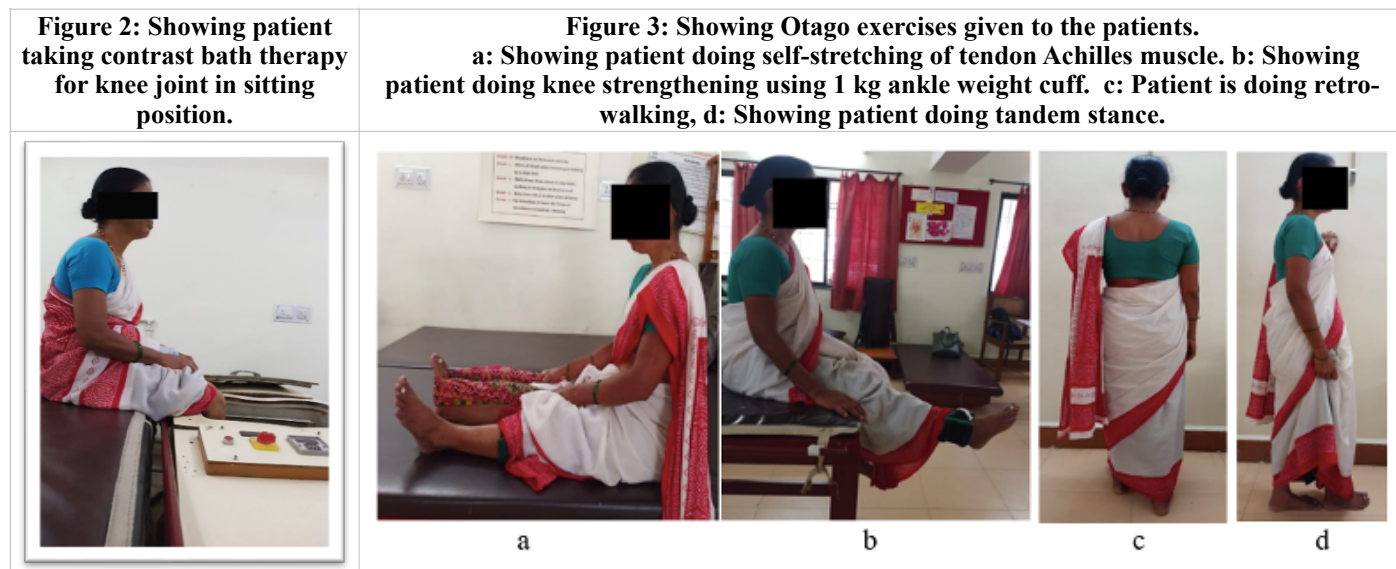 Figure 2: Showing patient
taking contrast bath therapy
for knee joint in sitting
position.
Figure 3: Showing Otago exercises given to the patients.
a: Showing patient doing self-stretching of tendon Achilles muscle. b: Showing
patient doing knee strengthening using 1 kg ankle weight cuff. c: Patient is doing retro-
walking, d: Showing patient doing tandem stance.
a
b
c
d